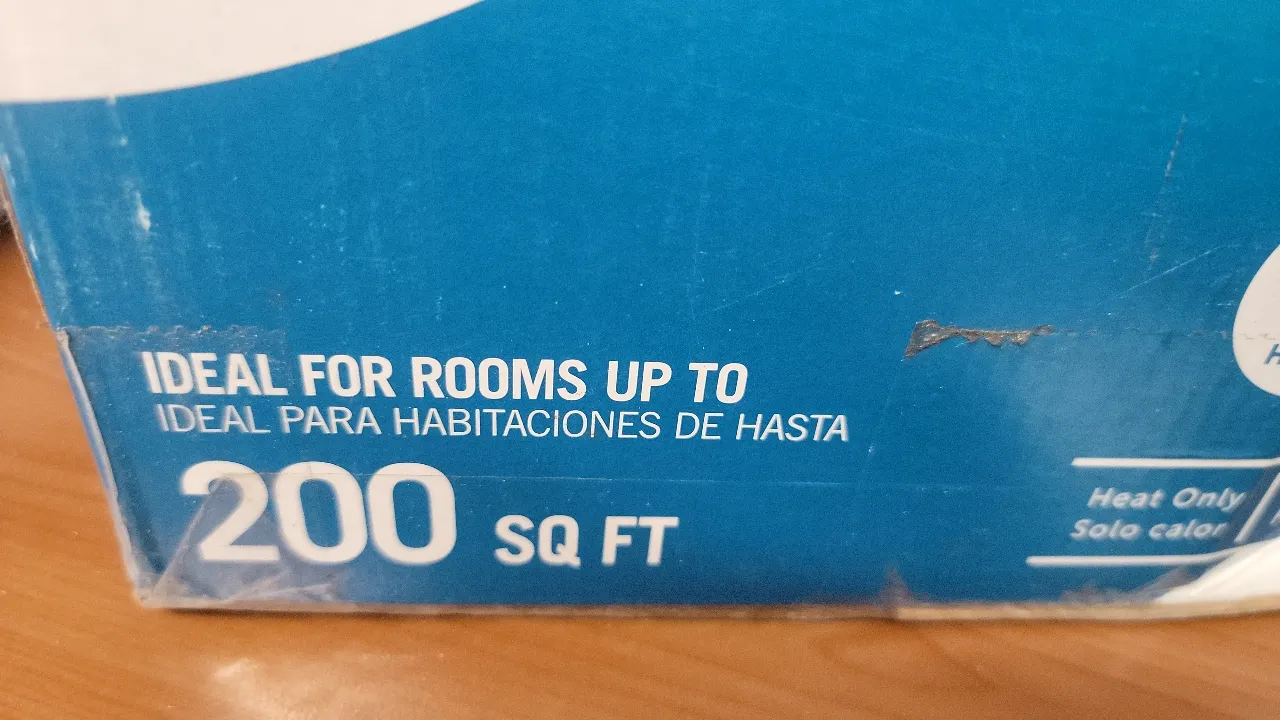 IDEAL FOR ROOMS UP TO
IDEAL PARA HABITACIONES DE HASTA
200 SQ FT
Heat Only
Solo calor